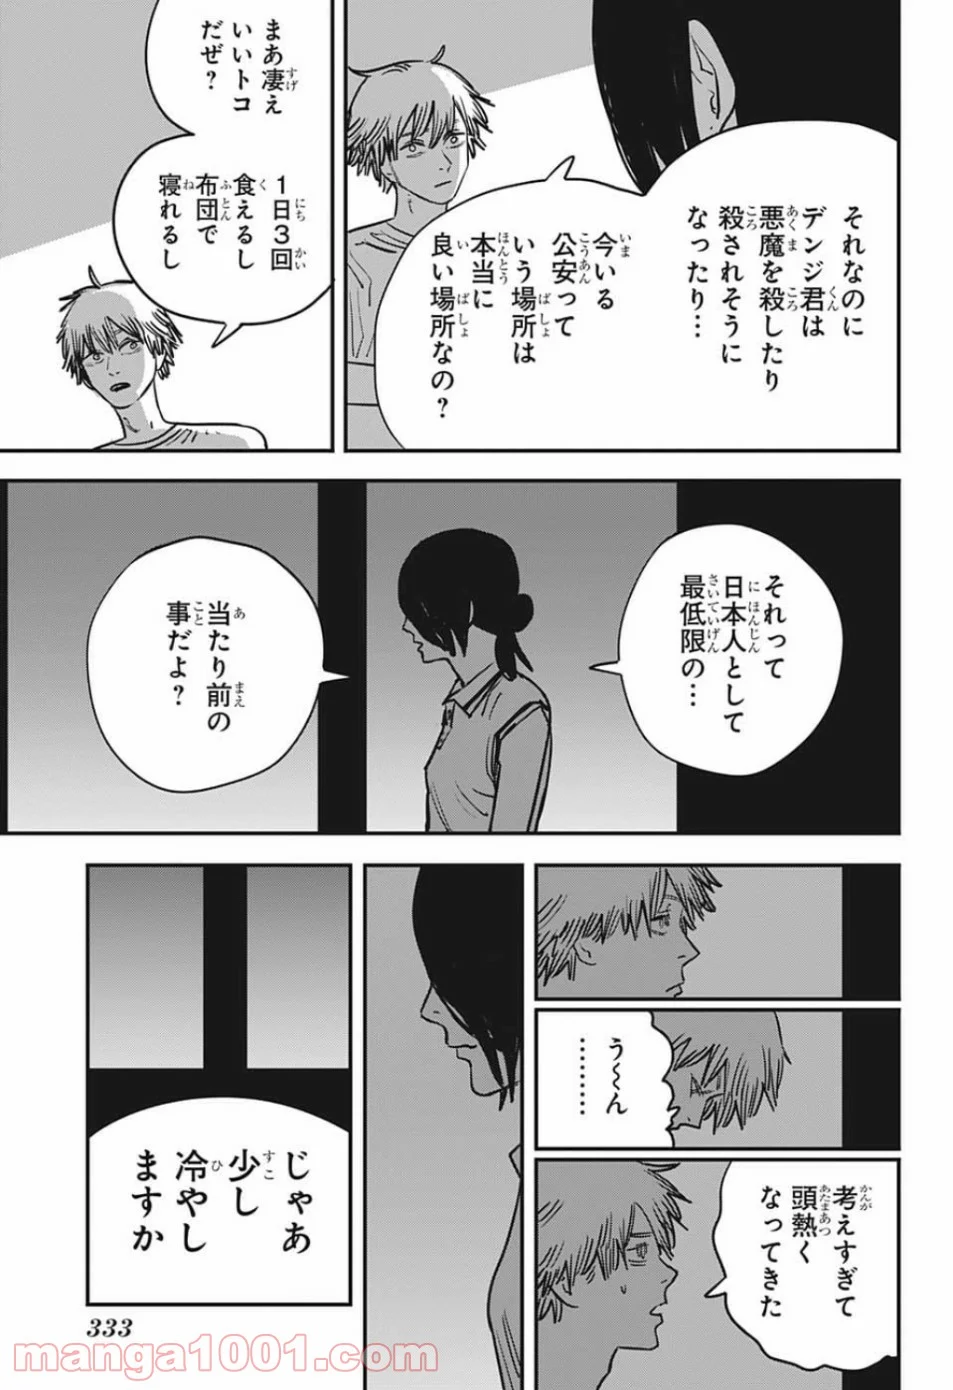 それなのに
デンジ君は
悪魔を殺したり
殺されそうに
なったり…
今いる
公安って
いう場所は
本当に
良い場所なの?
まあ凄え
いいトコ
だぜ?
1日3回
食えるし
布団で
寝れるし
それって
日本人として
最低限の…
当たり前の
事だよ?
う〜ん
………
考えすぎて
頭熱く
なってきた
じゃあ
少し
冷やし
ますか
333
manga1001.com